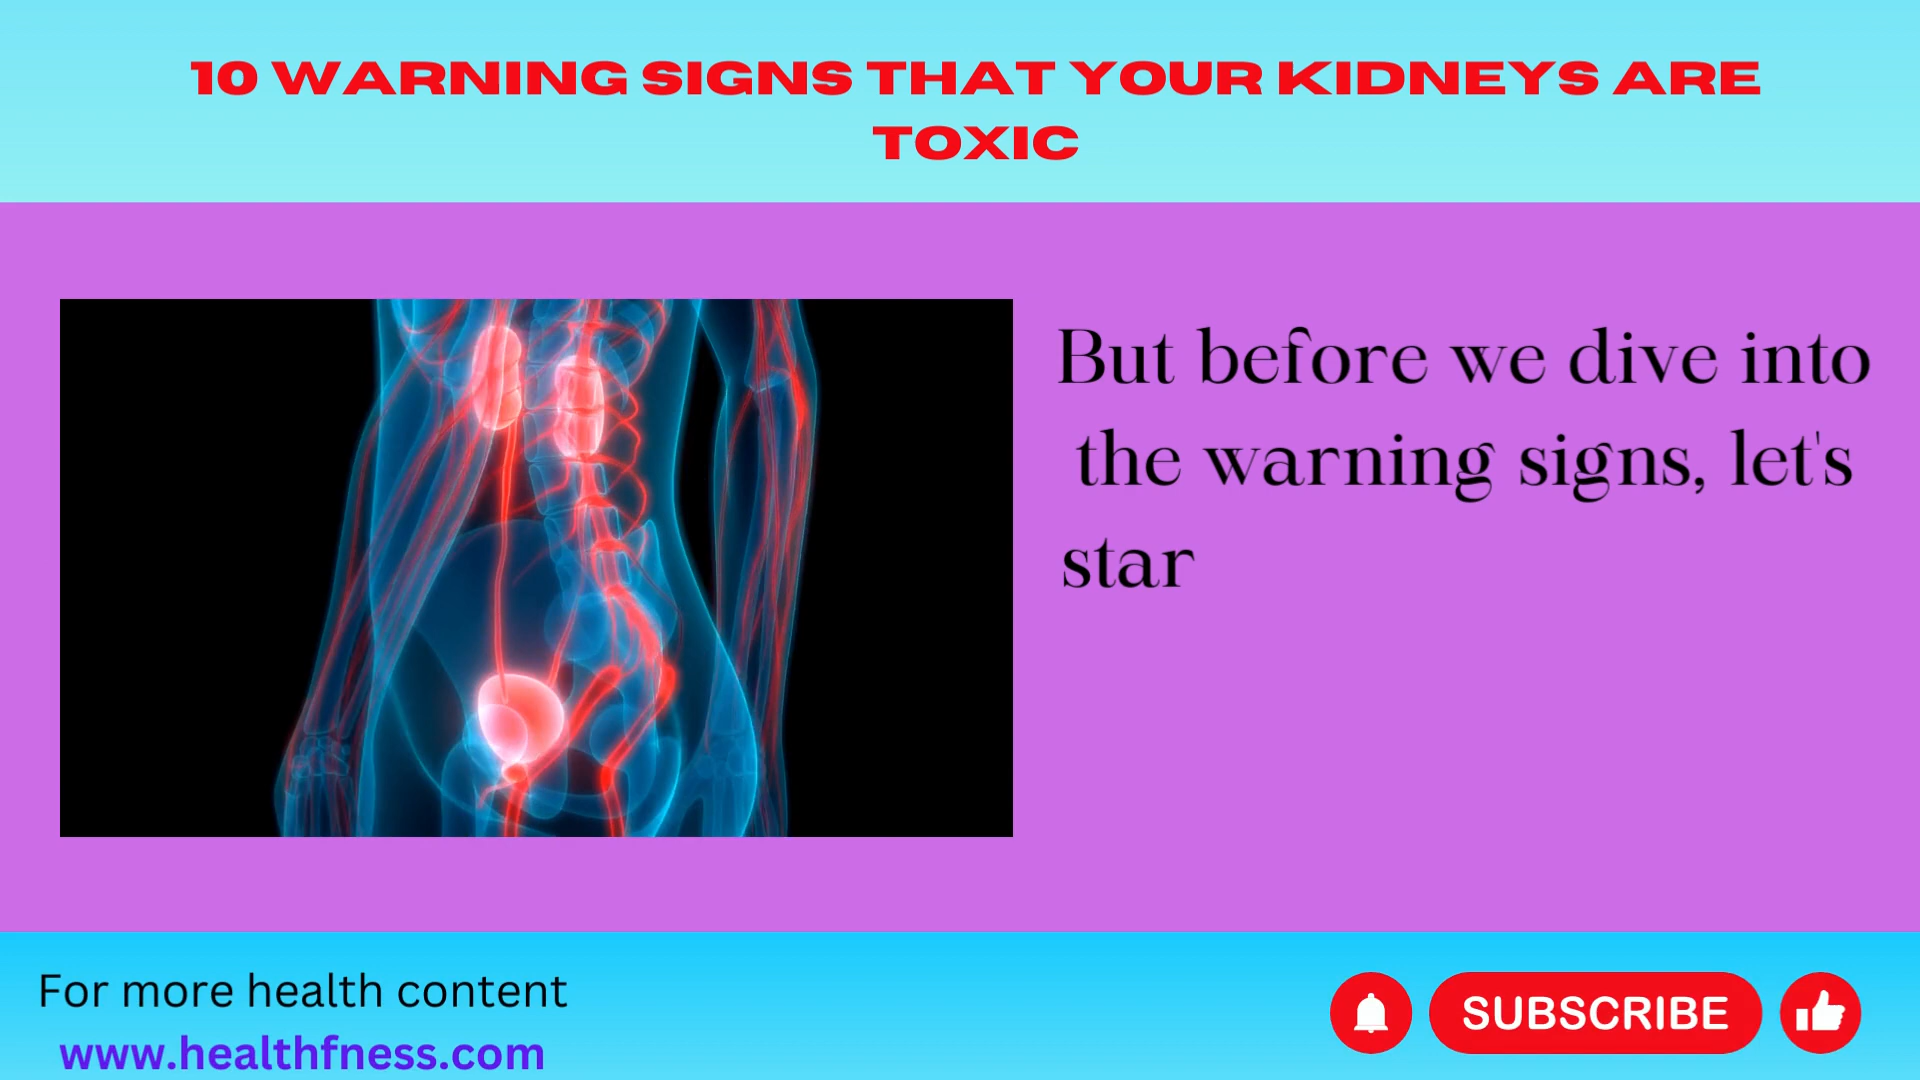 10 WARNING SIGNS THAT YOUR KIDNEYS ARE
TOXIC
But before we dive into
the warning signs, let's
star
For more health content
www.healthfness.com
SUBSCRIBE